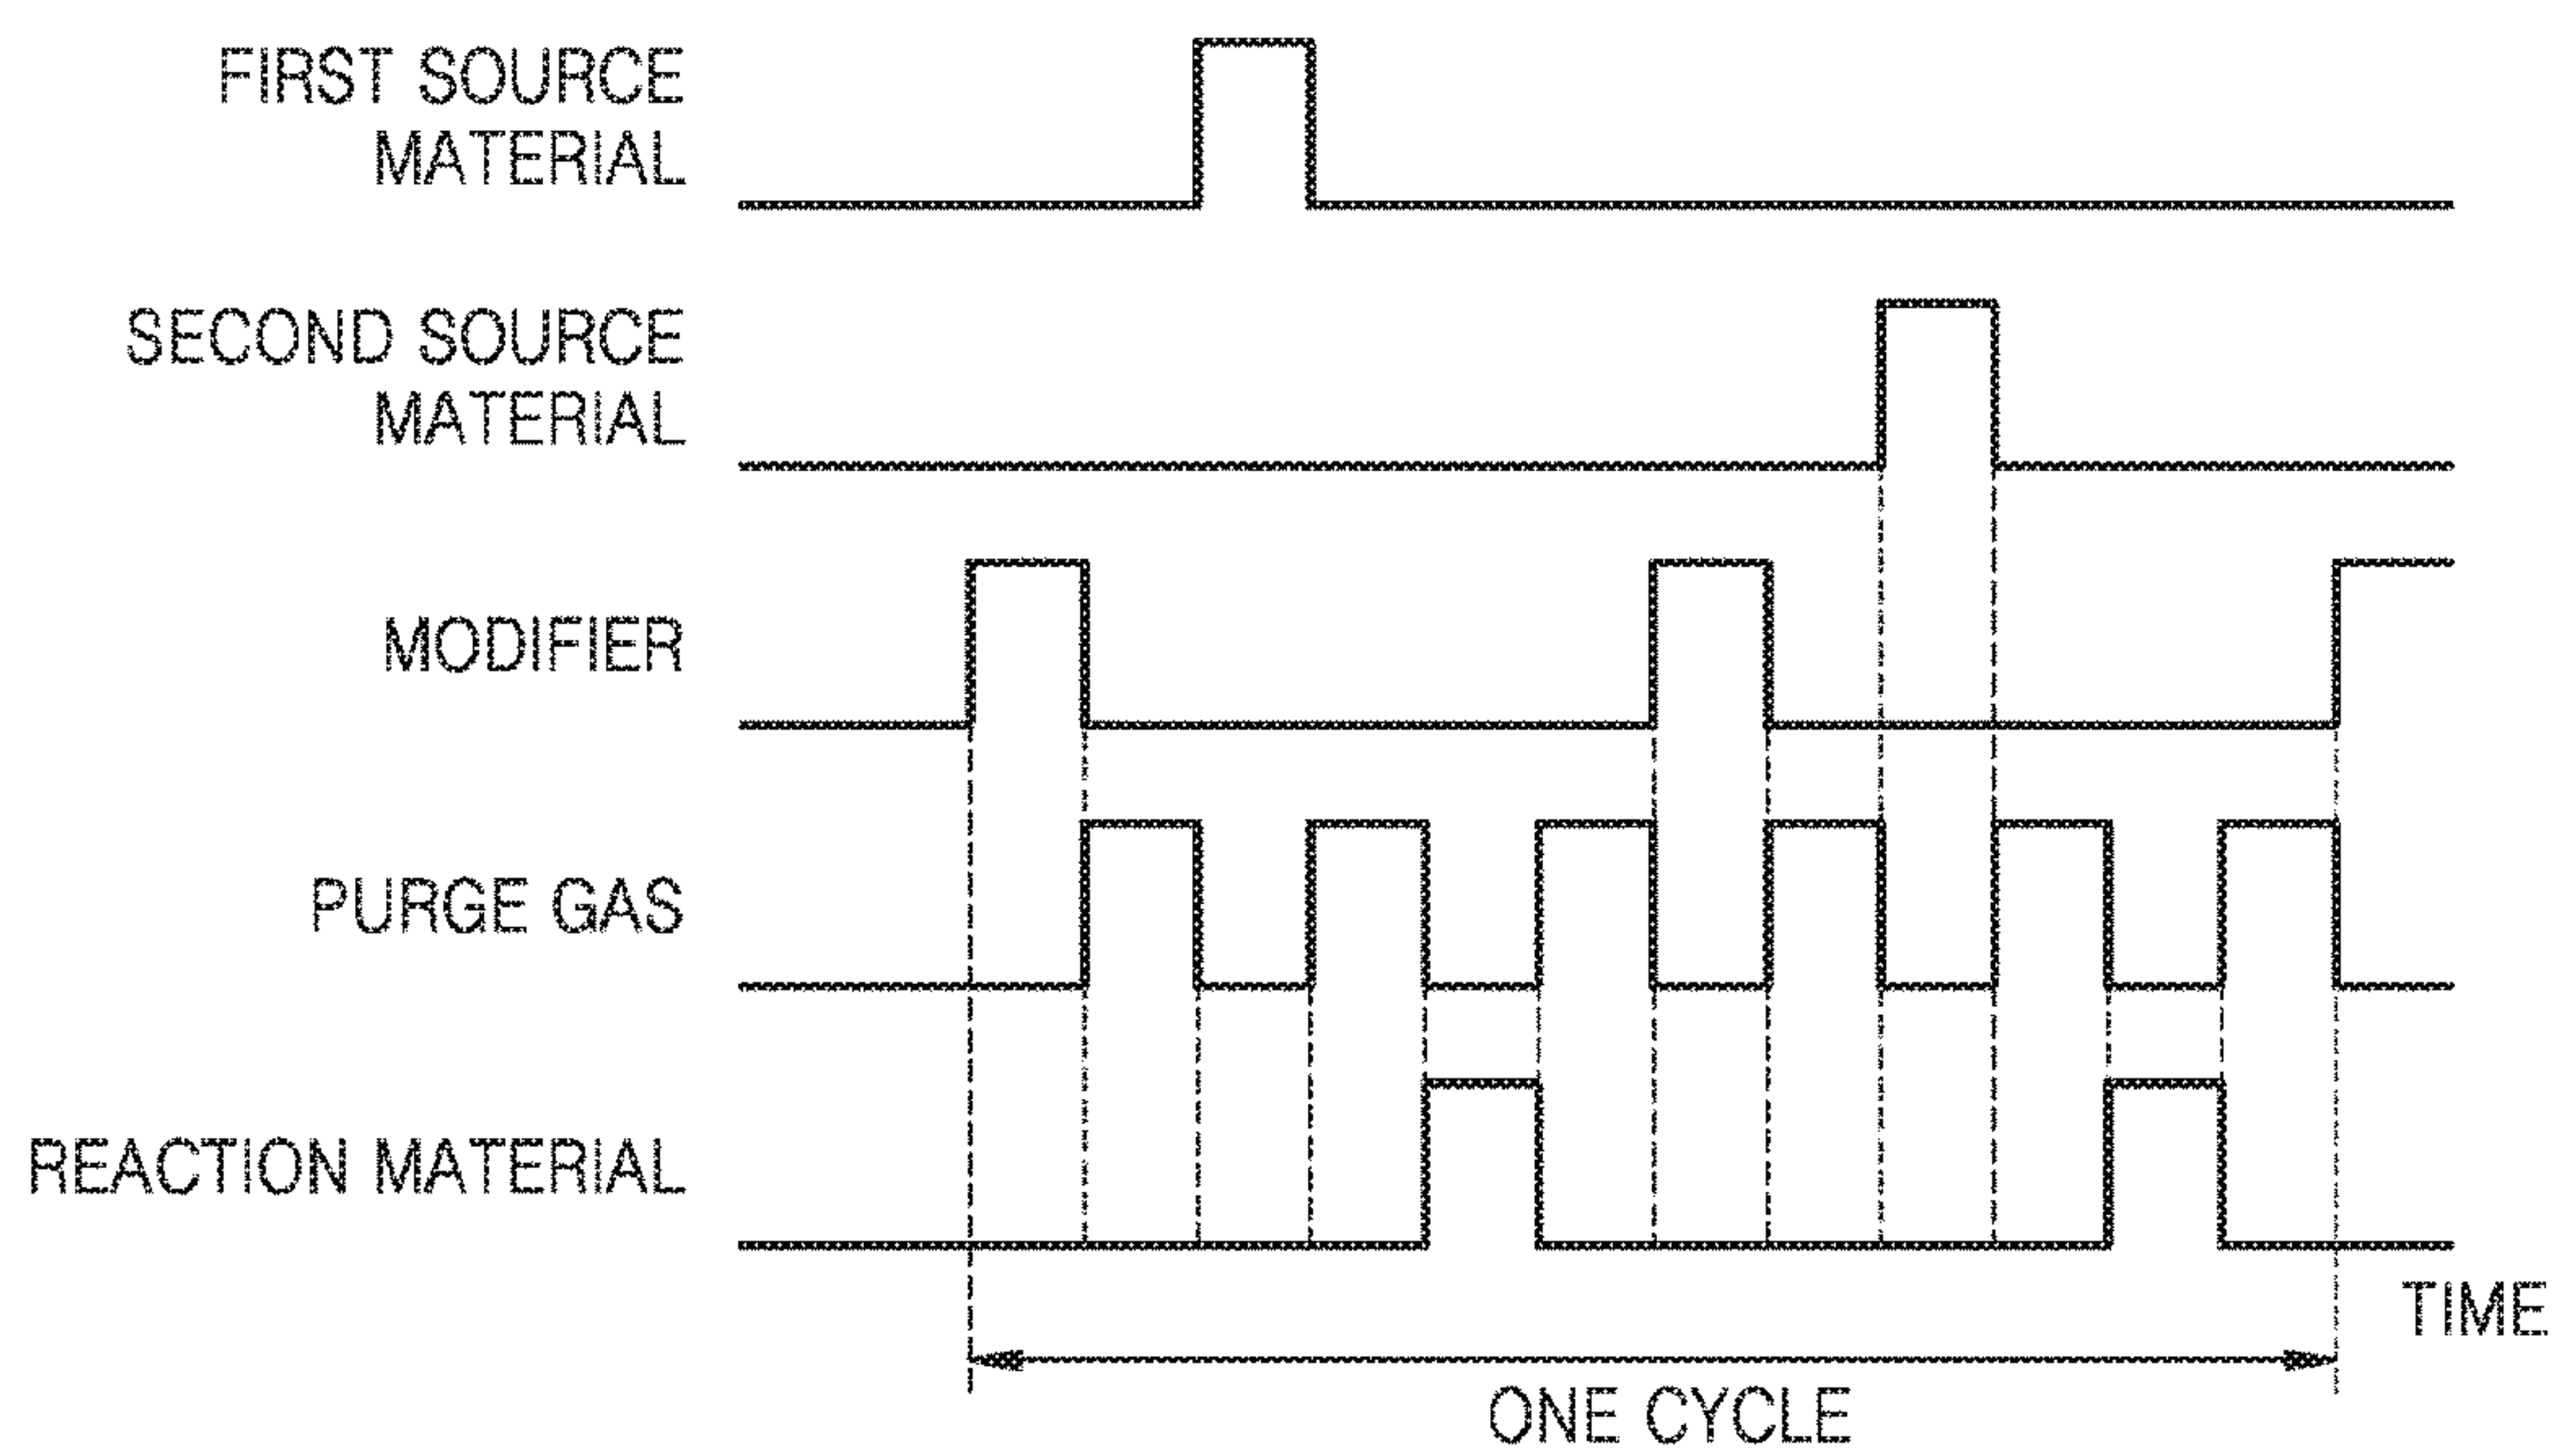 FIRST SOURCE
MATERIAL
SECOND SOURCE
MATERIAL
MODIFIER
PURGE GAS
REACTION MATERIAL
TIME
ONE CYCLE